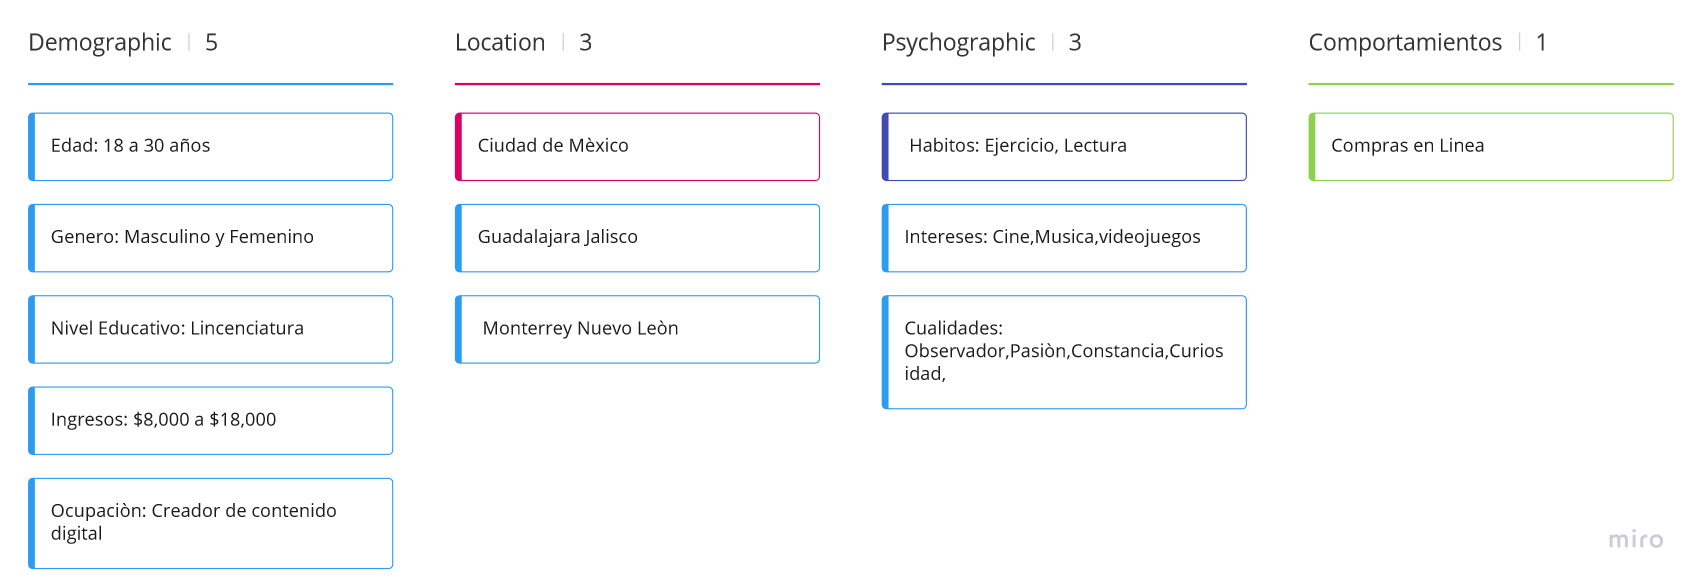 Demographic | 5
Edad: 18 a 30 años
Genero: Masculino y Femenino
Nivel Educativo: Lincenciatura
Ingresos: $8,000 a $18,000
Ocupaciòn: Creador de contenido
digital
Location | 3
Ciudad de Mèxico
Guadalajara Jalisco
Monterrey Nuevo Leòn
Psychographic | 3
Habitos: Ejercicio, Lectura
Intereses: Cine,Musica,videojuegos
Cualidades:
Observador,Pasiòn,Constancia,Curios
idad,
Comportamientos | 1
Compras en Linea
miro